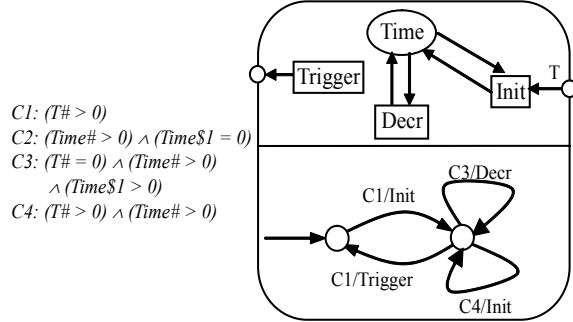 Time
T
Trigger
Init
Decr
C1: (T# > 0)
C2: (Time# > 0) ∧ (Time$1 = 0)
C3: (T# = 0) ∧ (Time# > 0)
∧ (Time$1 > 0)
C4: (T# > 0) ∧ (Time# > 0)
C3/Decr
C1/Init
C1/Trigger
C4/Init